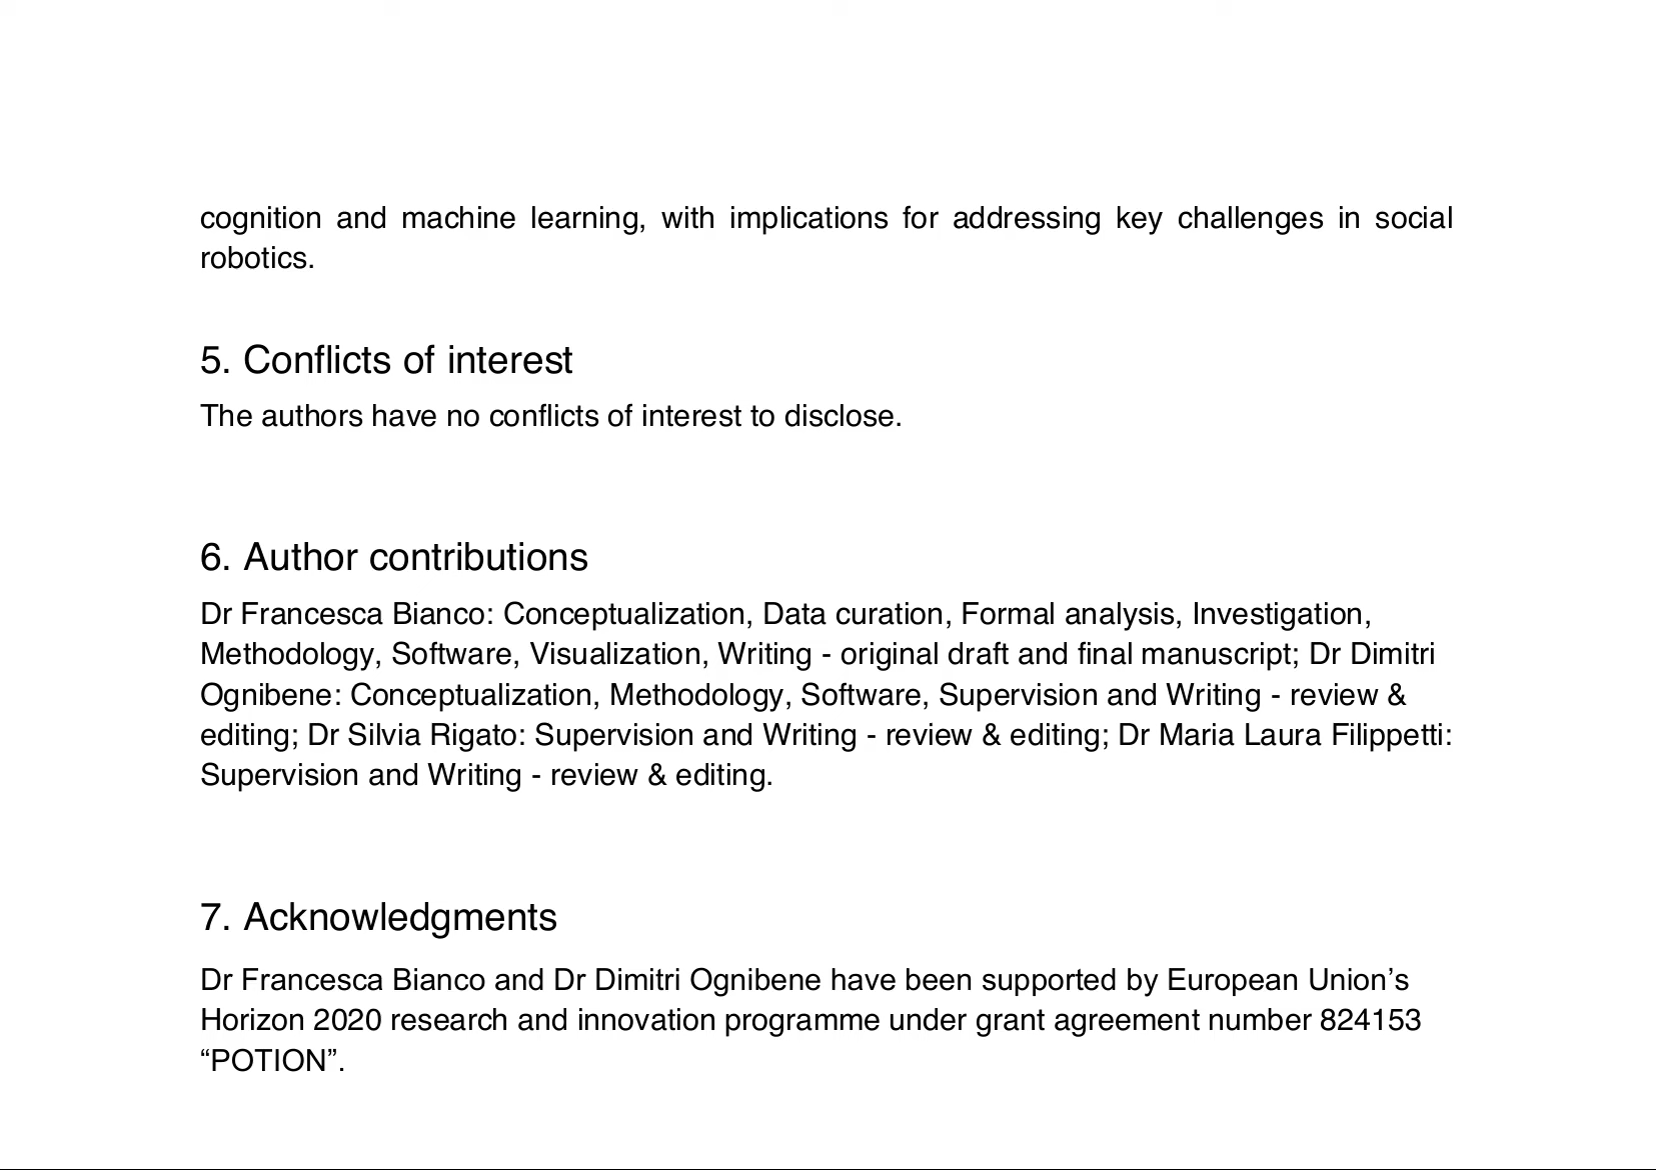 cognition and machine learning, with implications for addressing key challenges in social
robotics.
5. Conflicts of interest
The authors have no conflicts of interest to disclose.
6. Author contributions
Dr Francesca Bianco: Conceptualization, Data curation, Formal analysis, Investigation,
Methodology, Software, Visualization, Writing - original draft and final manuscript; Dr Dimitri
Ognibene: Conceptualization, Methodology, Software, Supervision and Writing - review &
editing; Dr Silvia Rigato: Supervision and Writing - review & editing; Dr Maria Laura Filippetti:
Supervision and Writing - review & editing.
7. Acknowledgments
Dr Francesca Bianco and Dr Dimitri Ognibene have been supported by European Union’s
Horizon 2020 research and innovation programme under grant agreement number 824153
“POTION”.